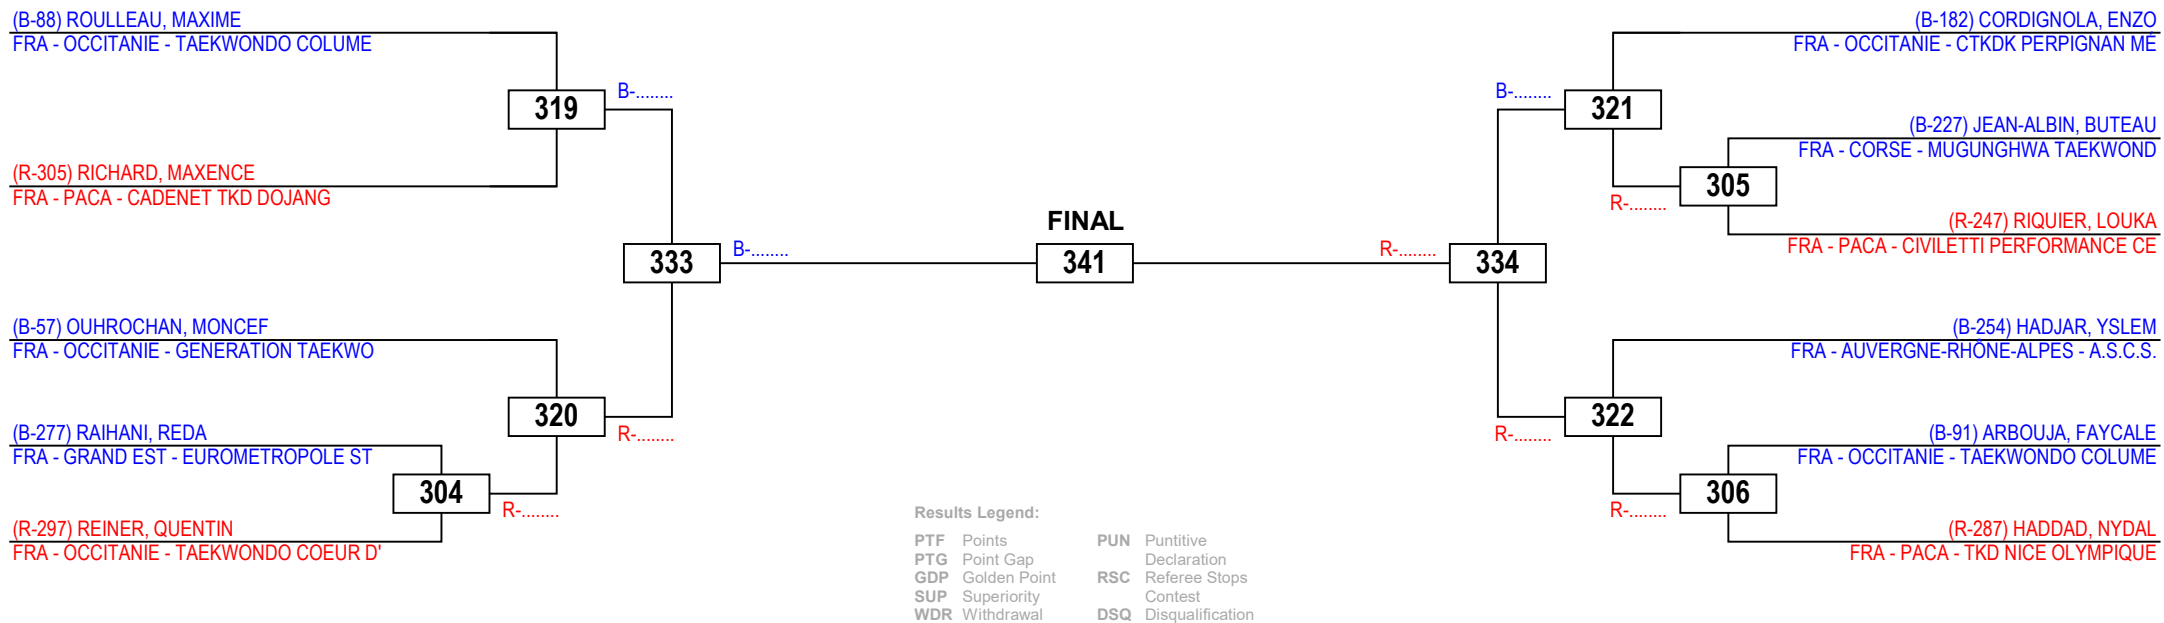 (B-88) ROULLEAU, MAXIME
FRA - OCCITANIE - TAEKWONDO COLUME
319
B-........
(R-305) RICHARD, MAXENCE
FRA - PACA - CADENET TKD DOJANG
333
B-........
(B-57) OUHROCHAN, MONCEF
FRA - OCCITANIE - GENERATION TAEKWO
320
R-........
(B-277) RAIHANI, REDA
FRA - GRAND EST - EUROMETROPOLE ST
304
R-........
(R-297) REINER, QUENTIN
FRA - OCCITANIE - TAEKWONDO COEUR D'
FINAL
341
(B-182) CORDIGNOLA, ENZO
FRA - OCCITANIE - CTKDK PERPIGNAN MÉ
B-........
321
(B-227) JEAN-ALBIN, BUTEAU
FRA - CORSE - MUGUNGHWA TAEKWOND
305
R-........
(R-247) RIQUIER, LOUKA
FRA - PACA - CIVILETTI PERFORMANCE CE
R-........
334
(B-254) HADJAR, YSLEM
FRA - AUVERGNE-RHÔNE-ALPES - A.S.C.S.
322
R-........
(B-91) ARBOUJA, FAYCALE
FRA - OCCITANIE - TAEKWONDO COLUME
306
R-........
(R-287) HADDAD, NYDAL
FRA - PACA - TKD NICE OLYMPIQUE
Results Legend:
PTF Points
PTG Point Gap
GDP Golden Point
SUP Superiority
WDR Withdrawal
PUN Puntitive
Declaration
RSC Referee Stops
Contest
DSQ Disqualification